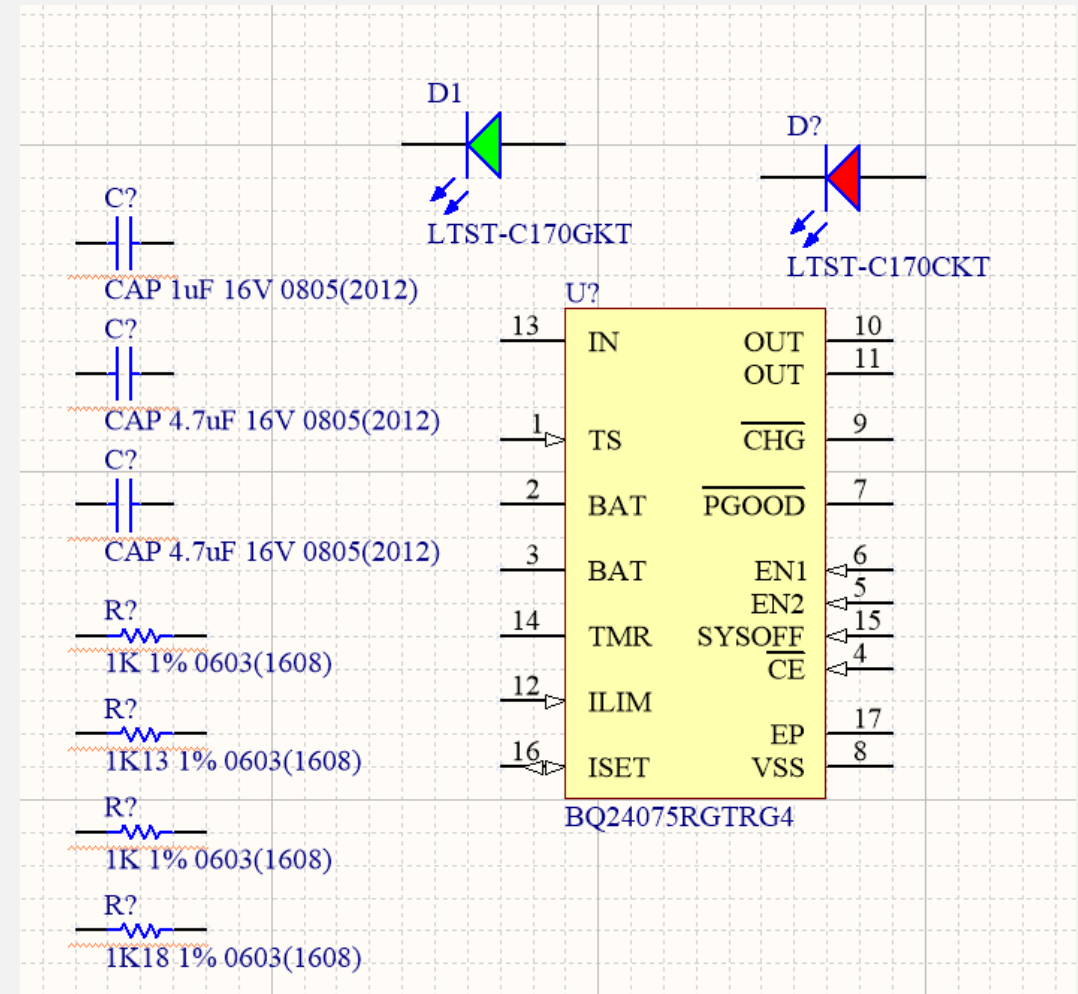 D1
LTST-C170GKT
D?
LTST-C170CKT
C?
CAP 1uF 16V 0805(2012)
C?
CAP 4.7uF 16V 0805(2012)
C?
CAP 4.7uF 16V 0805(2012)
R?
1K 1% 0603(1608)
R?
1K13 1% 0603(1608)
R?
1K 1% 0603(1608)
R?
1K18 1% 0603(1608)
U?
13 IN OUT 10
OUT 11
1 TS CHG 9
2 BAT PGOOD 7
3 BAT EN1 6
EN2 5
14 TMR SYSOFF 15
CE 4
12 ILIM
EP 17
16 ISET VSS 8
BQ24075RGTRG4